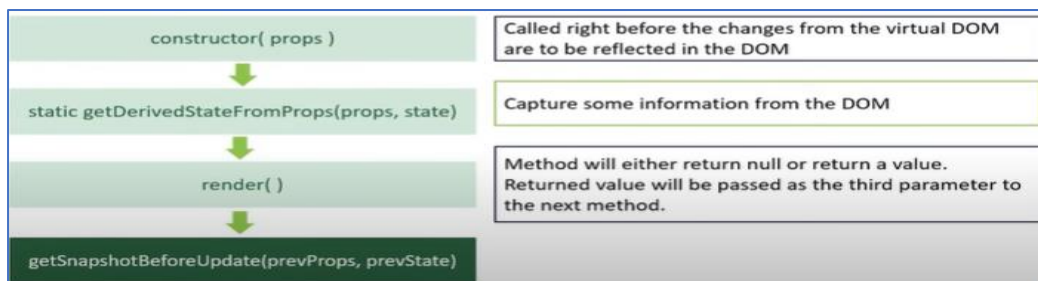 constructor( props )
static getDerivedStateFromProps(props, state)
render( )
getSnapshotBeforeUpdate(prevProps, prevState)
Called right before the changes from the virtual DOM
are to be reflected in the DOM
Capture some information from the DOM
Method will either return null or return a value.
Returned value will be passed as the third parameter to
the next method.